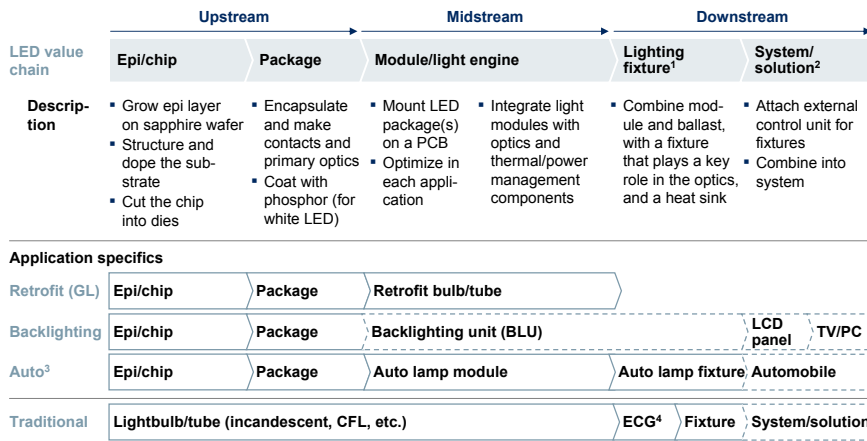 Upstream Midstream Downstream
LED value chain
Epi/chip
Package
Module/light engine
Lighting fixture¹
System/solution²
Descrip-
tion
▪ Grow epi layer
on sapphire wafer
▪ Structure and
dope the sub-
strate
▪ Cut the chip
into dies
▪ Encapsulate
and make
contacts and
primary optics
▪ Coat with
phosphor (for
white LED)
▪ Mount LED
package(s)
on a PCB
▪ Optimize in
each appli-
cation
▪ Integrate light
modules with
optics and
thermal/power
management
components
▪ Combine mod-
ule and ballast,
with a fixture
that plays a key
role in the optics,
and a heat sink
▪ Attach external
control unit for
fixtures
▪ Combine into
system
Application specifics
Retrofit (GL) Epi/chip Package Retrofit bulb/tube
Backlighting Epi/chip Package Backlighting unit (BLU) LCD panel TV/PC
Auto³ Epi/chip Package Auto lamp module Auto lamp fixture Automobile
Traditional Lightbulb/tube (incandescent, CFL, etc.) ECG⁴ Fixture System/solution